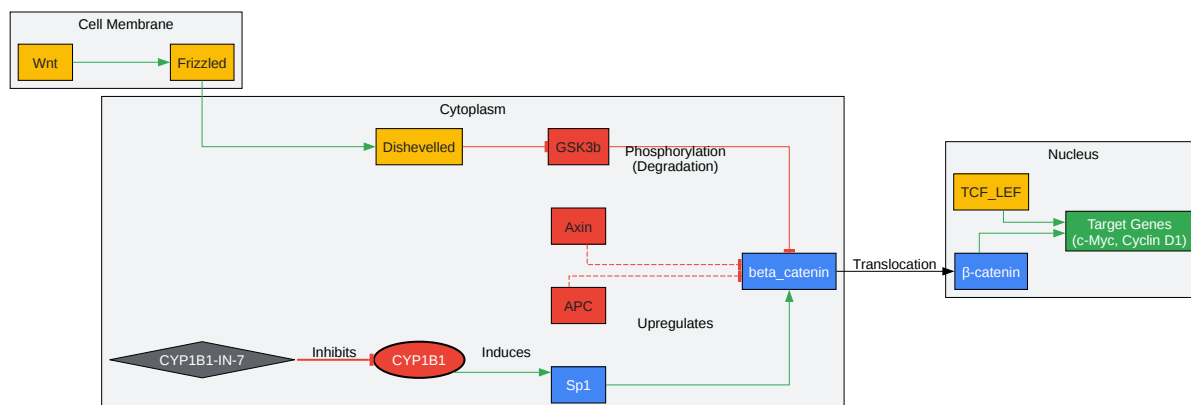 Cell Membrane
Wnt
Frizzled
Cytoplasm
Dishevelled
GSK3b
Phosphorylation
(Degradation)
Axin
APC
beta_catenin
Translocation
Upregulates
CYP1B1-IN-7
Inhibits
CYP1B1
Induces
Sp1
Nucleus
TCF_LEF
Target Genes
(c-Myc, Cyclin D1)
β-catenin